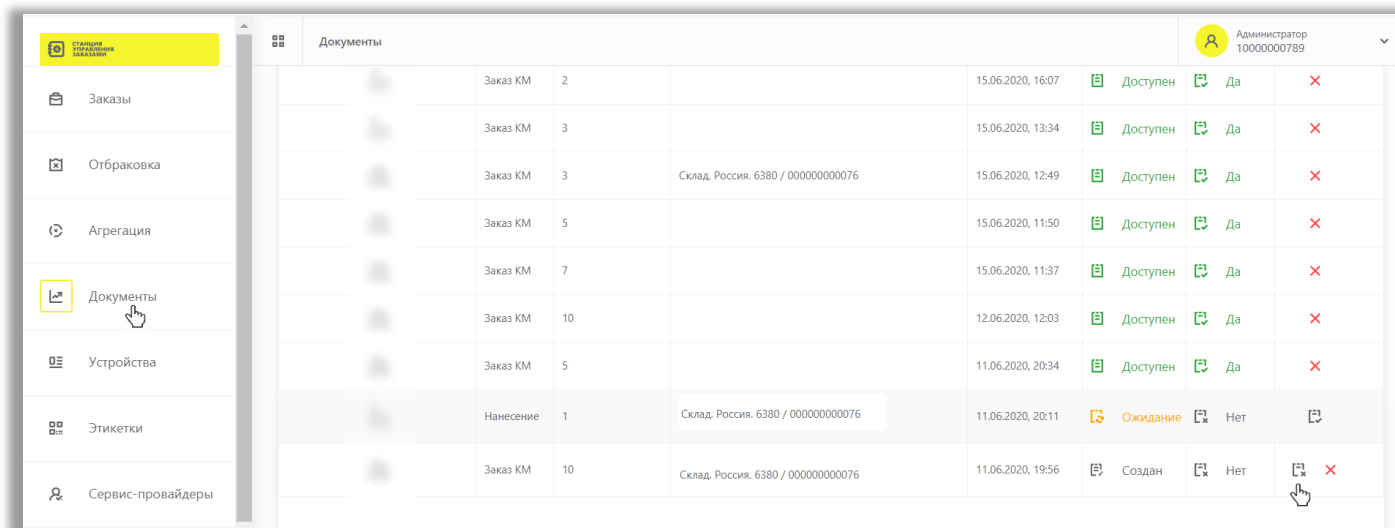 СТАНЦИЯ
УПРАВЛЕНИЯ
ЗАКАЗАМИ
Документы
Администратор
10000000789
Заказы
Отбраковка
Агрегация
Документы
Устройства
Этикетки
Сервис-провайдеры
Заказ КМ 2 15.06.2020, 16:07 Доступен Да
Заказ КМ 3 15.06.2020, 13:34 Доступен Да
Заказ КМ 3 Склад. Россия. 6380 / 000000000076 15.06.2020, 12:49 Доступен Да
Заказ КМ 5 15.06.2020, 11:50 Доступен Да
Заказ КМ 7 15.06.2020, 11:37 Доступен Да
Заказ КМ 10 12.06.2020, 12:03 Доступен Да
Заказ КМ 5 11.06.2020, 20:34 Доступен Да
Нанесение 1 Склад. Россия. 6380 / 000000000076 11.06.2020, 20:11 Ожидание Нет
Заказ КМ 10 Склад. Россия. 6380 / 000000000076 11.06.2020, 19:56 Создан Нет